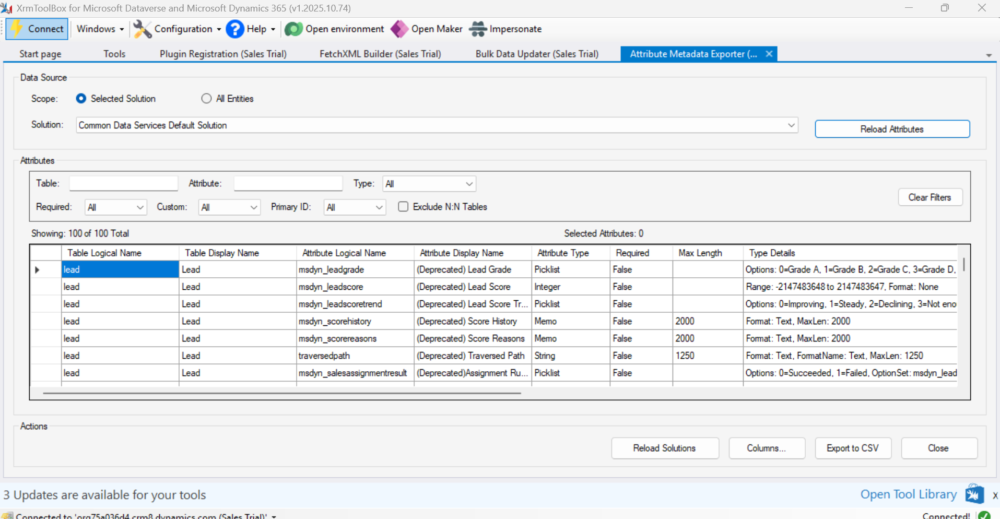 XrmToolBox for Microsoft Dataverse and Microsoft Dynamics 365 (v1.2025.10.74)
Connect Windows Configuration Help Open environment Open Maker Impersonate
Start page Tools Plugin Registration (Sales Trial) FetchXML Builder (Sales Trial) Bulk Data Updater (Sales Trial) Attribute Metadata Exporter (...
Data Source
Scope: Selected Solution All Entities
Solution: Common Data Services Default Solution Reload Attributes
Attributes
Table: Attribute: Type: All
Clear Filters
Required: All Custom: All Primary ID: All Exclude N:N Tables
Showing: 100 of 100 Total Selected Attributes: 0
Table Logical Name Table Display Name Attribute Logical Name Attribute Display Name Attribute Type Required Max Length Type Details
lead Lead msdyn_leadgrade (Deprecated) Lead Grade Picklist False Options: 0=Grade A, 1=Grade B, 2=Grade C, 3=Grade D,
lead Lead msdyn_leadscore (Deprecated) Lead Score Integer False Range: -2147483648 to 2147483647, Format: None
lead Lead msdyn_leadscoretrend (Deprecated) Lead Score Tr... Picklist False Options: 0=Improving, 1=Steady, 2=Declining, 3=Not eno
lead Lead msdyn_scorehistory (Deprecated) Score History Memo False 2000 Format: Text, MaxLen: 2000
lead Lead msdyn_scorereasons (Deprecated) Score Reasons Memo False 2000 Format: Text, MaxLen: 2000
lead Lead traversedpath (Deprecated) Traversed Path String False 1250 Format: Text, FormatName: Text, MaxLen: 1250
lead Lead msdyn_salesassignmentresult (Deprecated)Assignment Ru... Picklist False Options: 0=Succeeded, 1=Failed, OptionSet: msdyn_lead
Actions
Reload Solutions Columns... Export to CSV Close
3 Updates are available for your tools Open Tool Library x
Connected to 'org75a036d4.crm8.dynamics.com (Sales Trial)' Connected!